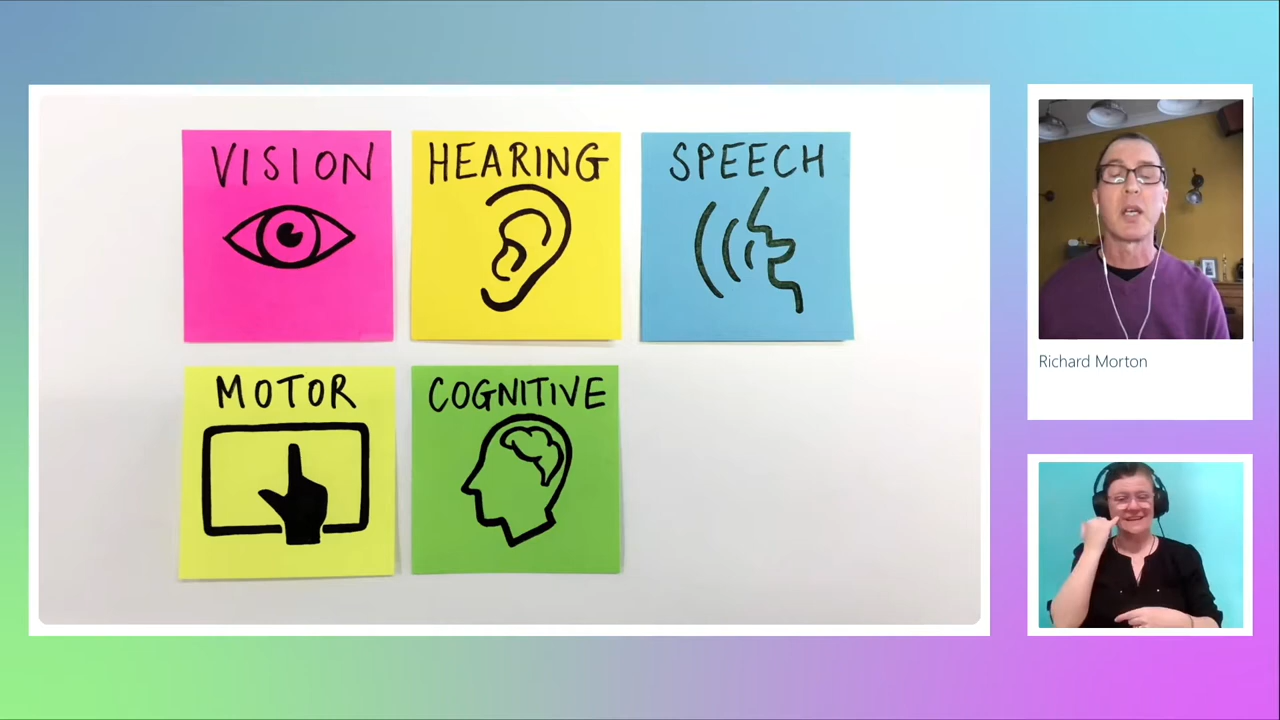 VISION
HEARING
SPEECH
MOTOR
COGNITIVE
Richard Morton